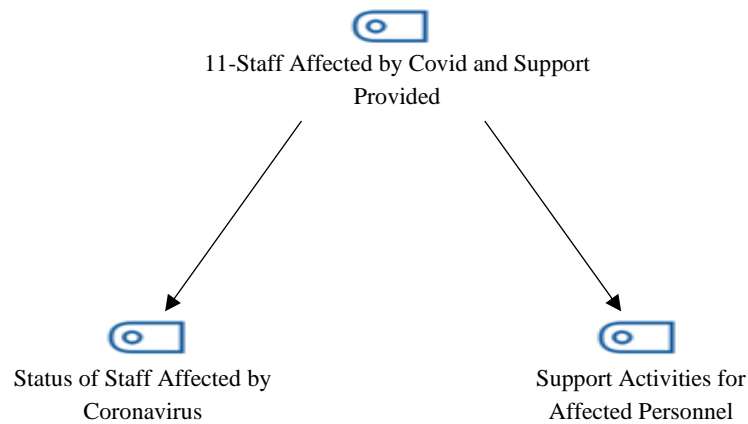 11-Staff Affected by Covid and Support
Provided
Status of Staff Affected by
Coronavirus
Support Activities for
Affected Personnel